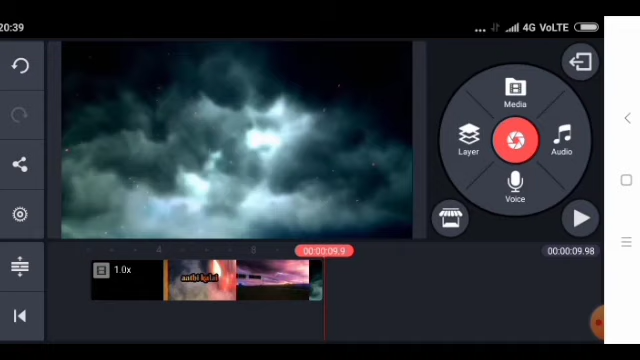 20:39
4G VoLTE
Media
Layer
Audio
Voice
4
8
00:00:09.9
00:00:09.98
1.0x